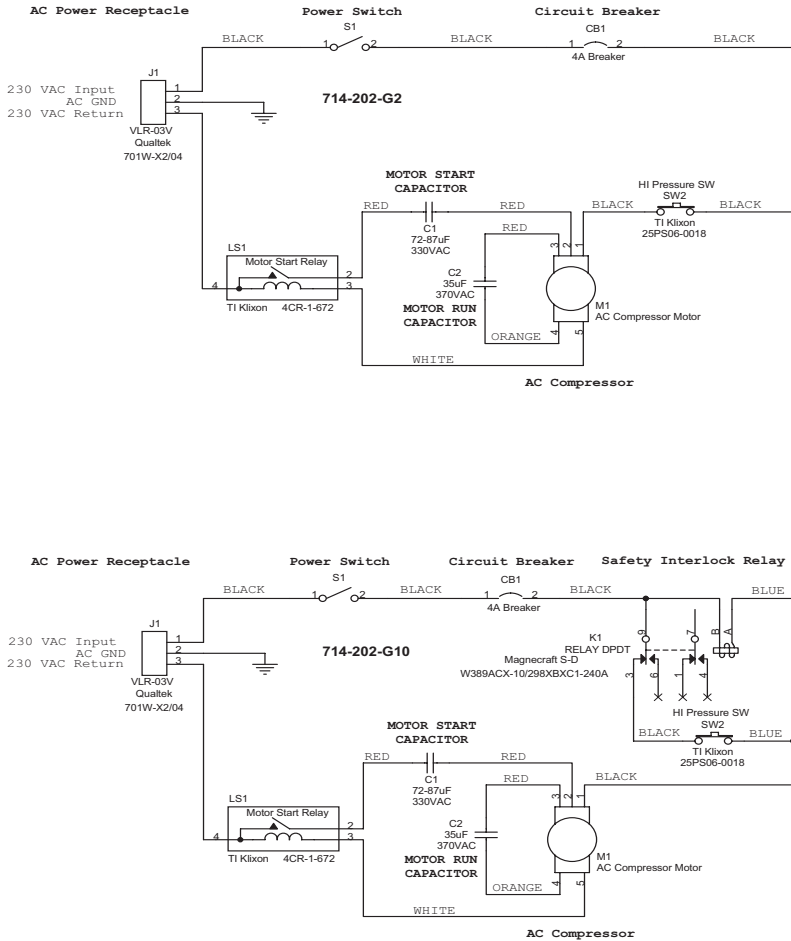 AC Power Receptacle
Power Switch
Circuit Breaker
S1
CB1
BLACK
1
2
BLACK
1
2
BLACK
4A Breaker
J1
230 VAC Input
1
AC GND
2
230 VAC Return
3
714-202-G2
VLR-03V
Qualtek
701W-X2/04
MOTOR START
CAPACITOR
HI Pressure SW
SW2
RED
RED
BLACK
BLACK
C1
72-87uF
330VAC
TI Klixon
25PS06-0018
RED
3
2
1
LS1
Motor Start Relay
2
4
3
C2
35uF
370VAC
TI Klixon
4CR-1-672
MOTOR RUN
CAPACITOR
M1
AC Compressor Motor
ORANGE
4
5
WHITE
AC Compressor
AC Power Receptacle
Power Switch
Circuit Breaker
Safety Interlock Relay
S1
CB1
BLACK
1
2
BLACK
1
2
BLACK
BLUE
4A Breaker
J1
230 VAC Input
1
AC GND
2
230 VAC Return
3
714-202-G10
K1
RELAY DPDT
9
7
B
A
Magnecraft S-D
W389ACX-10/298XBXC1-240A
3
6
1
4
VLR-03V
Qualtek
701W-X2/04
HI Pressure SW
SW2
MOTOR START
CAPACITOR
BLACK
BLUE
TI Klixon
25PS06-0018
RED
RED
C1
72-87uF
330VAC
RED
3
2
1
BLACK
LS1
Motor Start Relay
2
4
3
C2
35uF
370VAC
TI Klixon
4CR-1-672
MOTOR RUN
CAPACITOR
M1
AC Compressor Motor
ORANGE
4
5
WHITE
AC Compressor